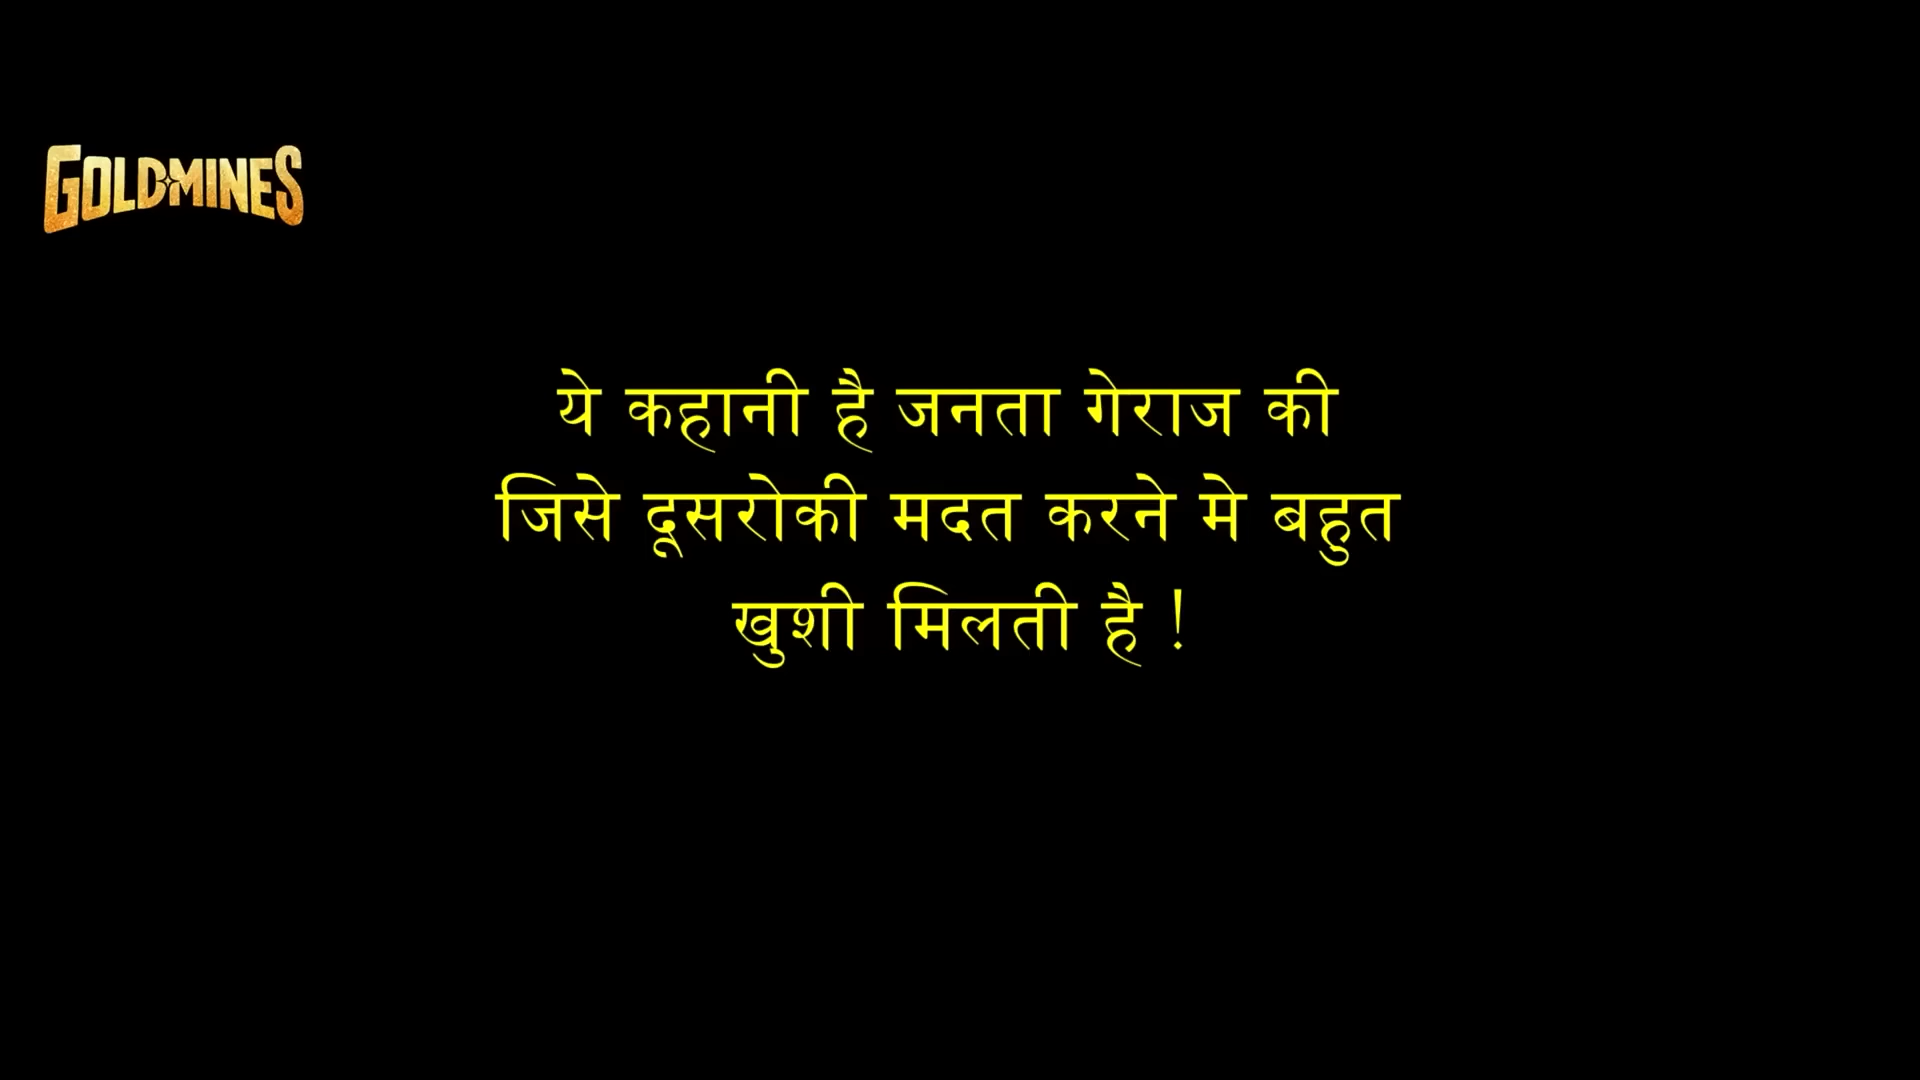 GOLDMINES
ये कहानी है जनता गेराज की
जिसे दूसरोकी मदत करने मे बहुत
खुशी मिलती है !